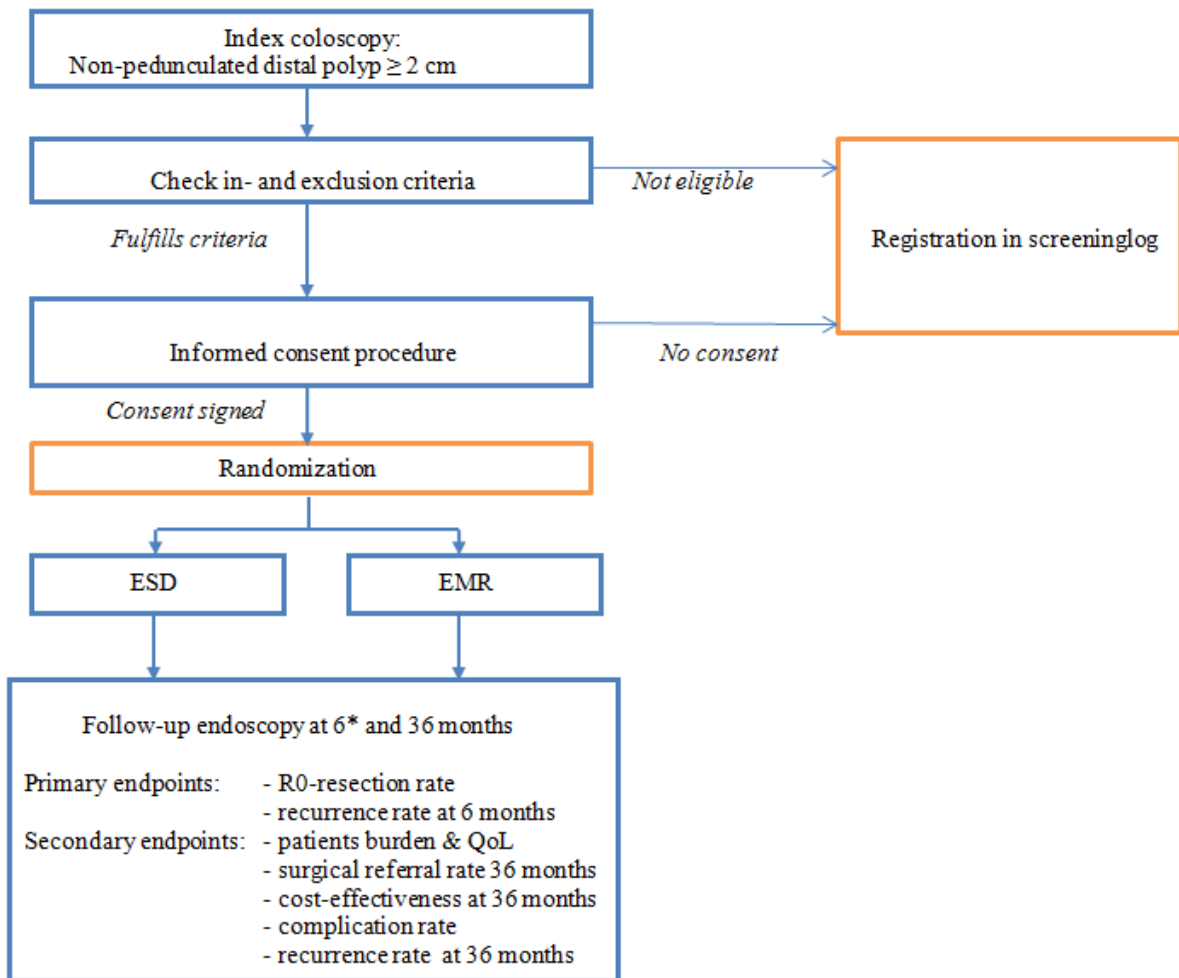 Index coloscopy:
Non-pedunculated distal polyp ≥ 2 cm
Check in- and exclusion criteria
Not eligible
Registration in screeninglog
Fulfills criteria
Informed consent procedure
No consent
Consent signed
Randomization
ESD
EMR
Follow-up endoscopy at 6* and 36 months
Primary endpoints: - R0-resection rate
- recurrence rate at 6 months
Secondary endpoints: - patients burden & QoL
- surgical referral rate 36 months
- cost-effectiveness at 36 months
- complication rate
- recurrence rate at 36 months